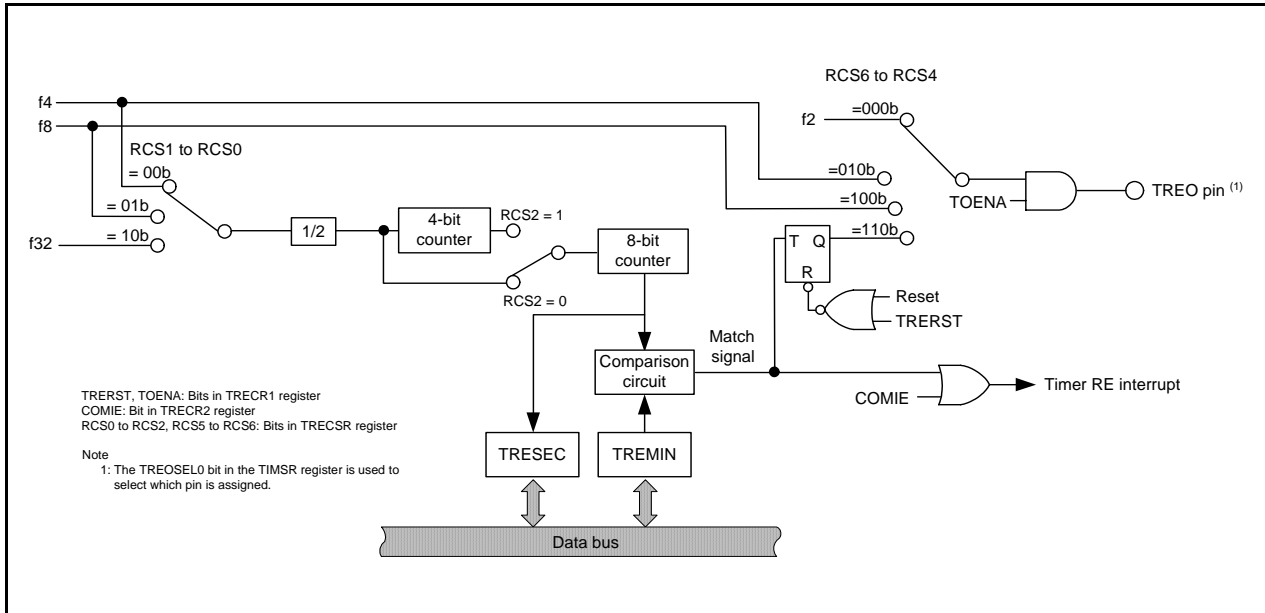 RCS6 to RCS4
f4
=000b
f2
f8
RCS1 to RCS0
= 00b
=010b
TREO pin (1)
TOENA
=100b
= 01b
4-bit
counter
RCS2 = 1
= 10b
1/2
8-bit
counter
=110b
T Q
f32
R
RCS2 = 0
Reset
TRERST
Match
signal
Comparison
circuit
Timer RE interrupt
COMIE
TRERST, TOENA: Bits in TRECR1 register
COMIE: Bit in TRECR2 register
RCS0 to RCS2, RCS5 to RCS6: Bits in TRECSR register
Note
1: The TREOSEL0 bit in the TIMSR register is used to
select which pin is assigned.
TRESEC
TREMIN
Data bus